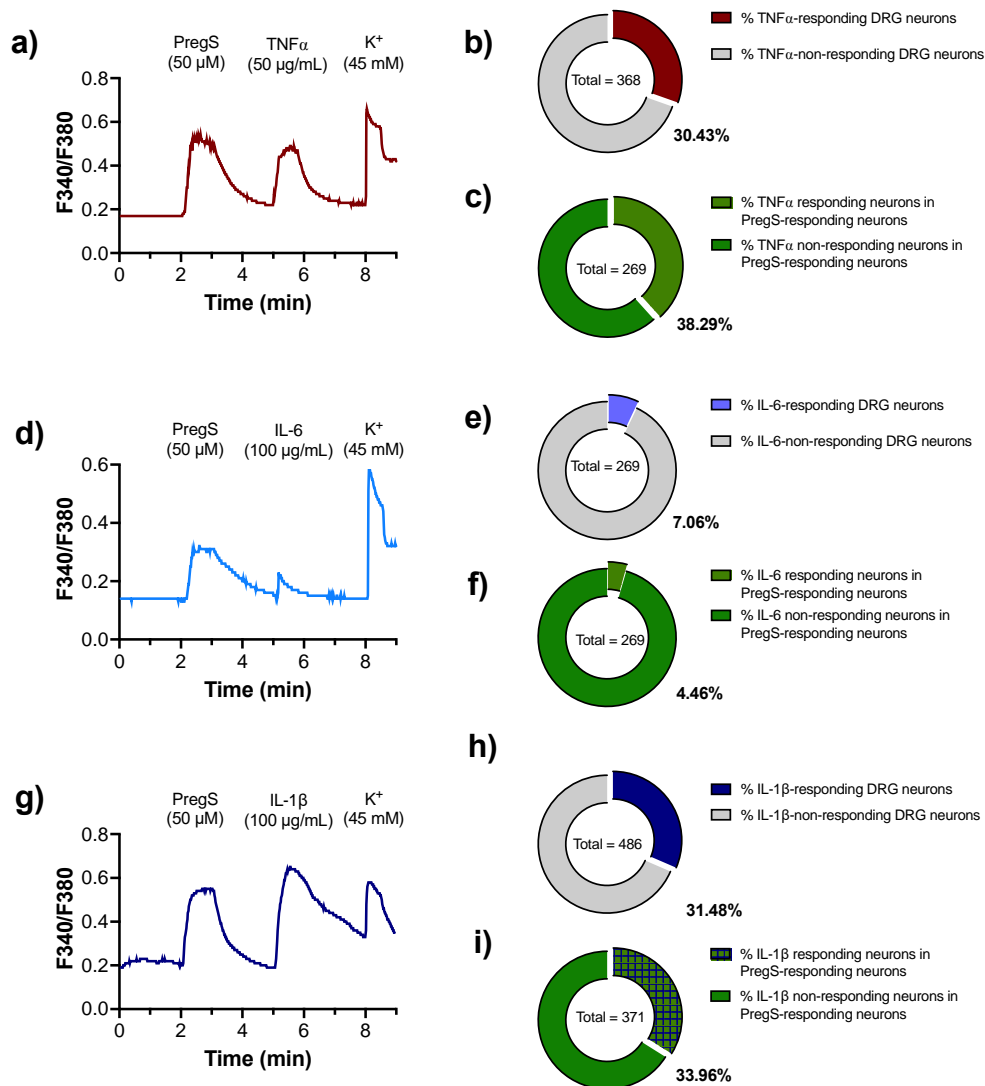 a)
PregS
(50 µM)
TNFα
(50 µg/mL)
K+
(45 mM)
F340/F380
0.8
0.6
0.4
0.2
0.0
0 2 4 6 8
Time (min)
b)
Total = 368
30.43%
% TNFα-responding DRG neurons
% TNFα-non-responding DRG neurons
c)
Total = 269
38.29%
% TNFα responding neurons in
PregS-responding neurons
% TNFα non-responding neurons in
PregS-responding neurons
d)
PregS
(50 µM)
IL-6
(100 µg/mL)
K+
(45 mM)
F340/F380
0.6
0.4
0.2
0.0
0 2 4 6 8
Time (min)
e)
Total = 269
7.06%
% IL-6-responding DRG neurons
% IL-6-non-responding DRG neurons
f)
Total = 269
4.46%
% IL-6 responding neurons in
PregS-responding neurons
% IL-6 non-responding neurons in
PregS-responding neurons
g)
PregS
(50 µM)
IL-1β
(100 µg/mL)
K+
(45 mM)
F340/F380
0.8
0.6
0.4
0.2
0.0
0 2 4 6 8
Time (min)
h)
Total = 486
31.48%
% IL-1β-responding DRG neurons
% IL-1β-non-responding DRG neurons
i)
Total = 371
33.96%
% IL-1β responding neurons in
PregS-responding neurons
% IL-1β non-responding neurons in
PregS-responding neurons